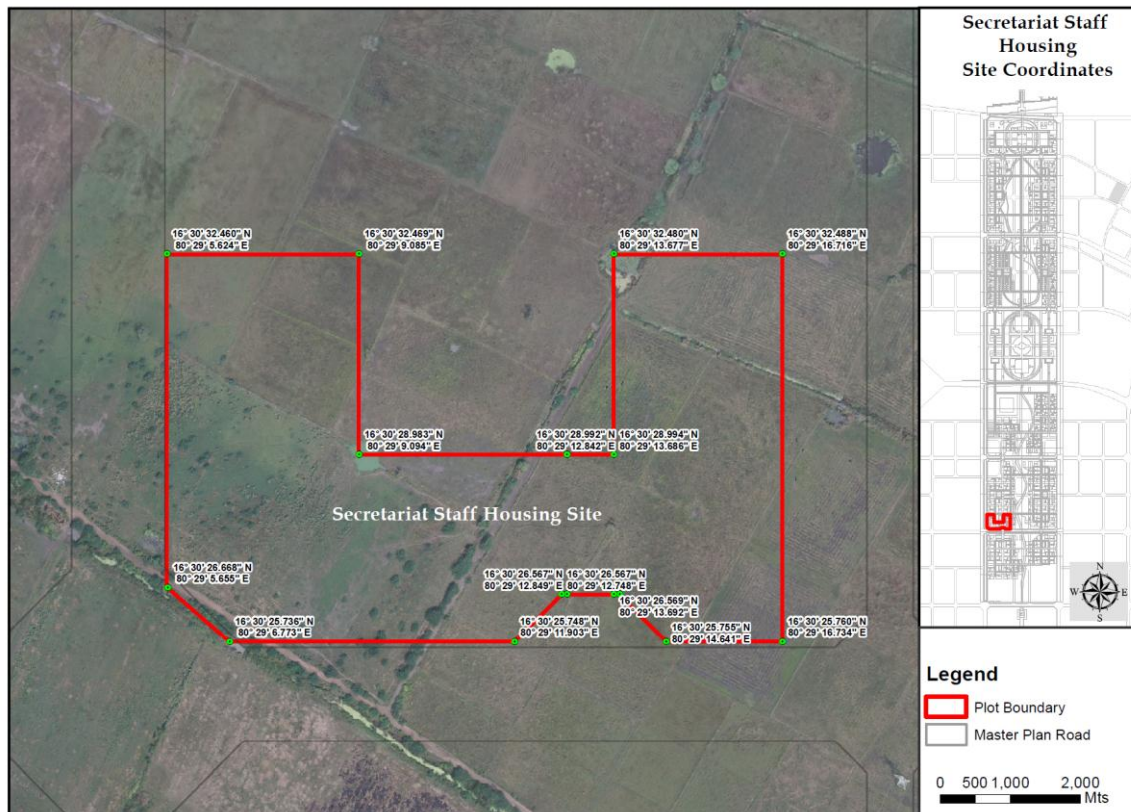 Secretariat Staff
Housing
Site Coordinates
16° 30' 32.460" N
80° 29' 5.624" E
16° 30' 32.469" N
80° 29' 9.085" E
16° 30' 32.480" N
80° 29' 13.677" E
16° 30' 32.488" N
80° 29' 16.716" E
16° 30' 28.983" N
80° 29' 9.094" E
16° 30' 28.992" N
80° 29' 12.842" E
16° 30' 28.994" N
80° 29' 13.686" E
Secretariat Staff Housing Site
16° 30' 26.668" N
80° 29' 5.655" E
16° 30' 26.567" N
80° 29' 12.849" E
16° 30' 26.567" N
80° 29' 12.748" E
16° 30' 26.569" N
80° 29' 13.692" E
16° 30' 25.736" N
80° 29' 6.773" E
16° 30' 25.748" N
80° 29' 11.903" E
16° 30' 25.755" N
80° 29' 14.641" E
16° 30' 25.760" N
80° 29' 16.734" E
N
W E
S
Legend
Plot Boundary
Master Plan Road
0 500 1,000 2,000
Mts